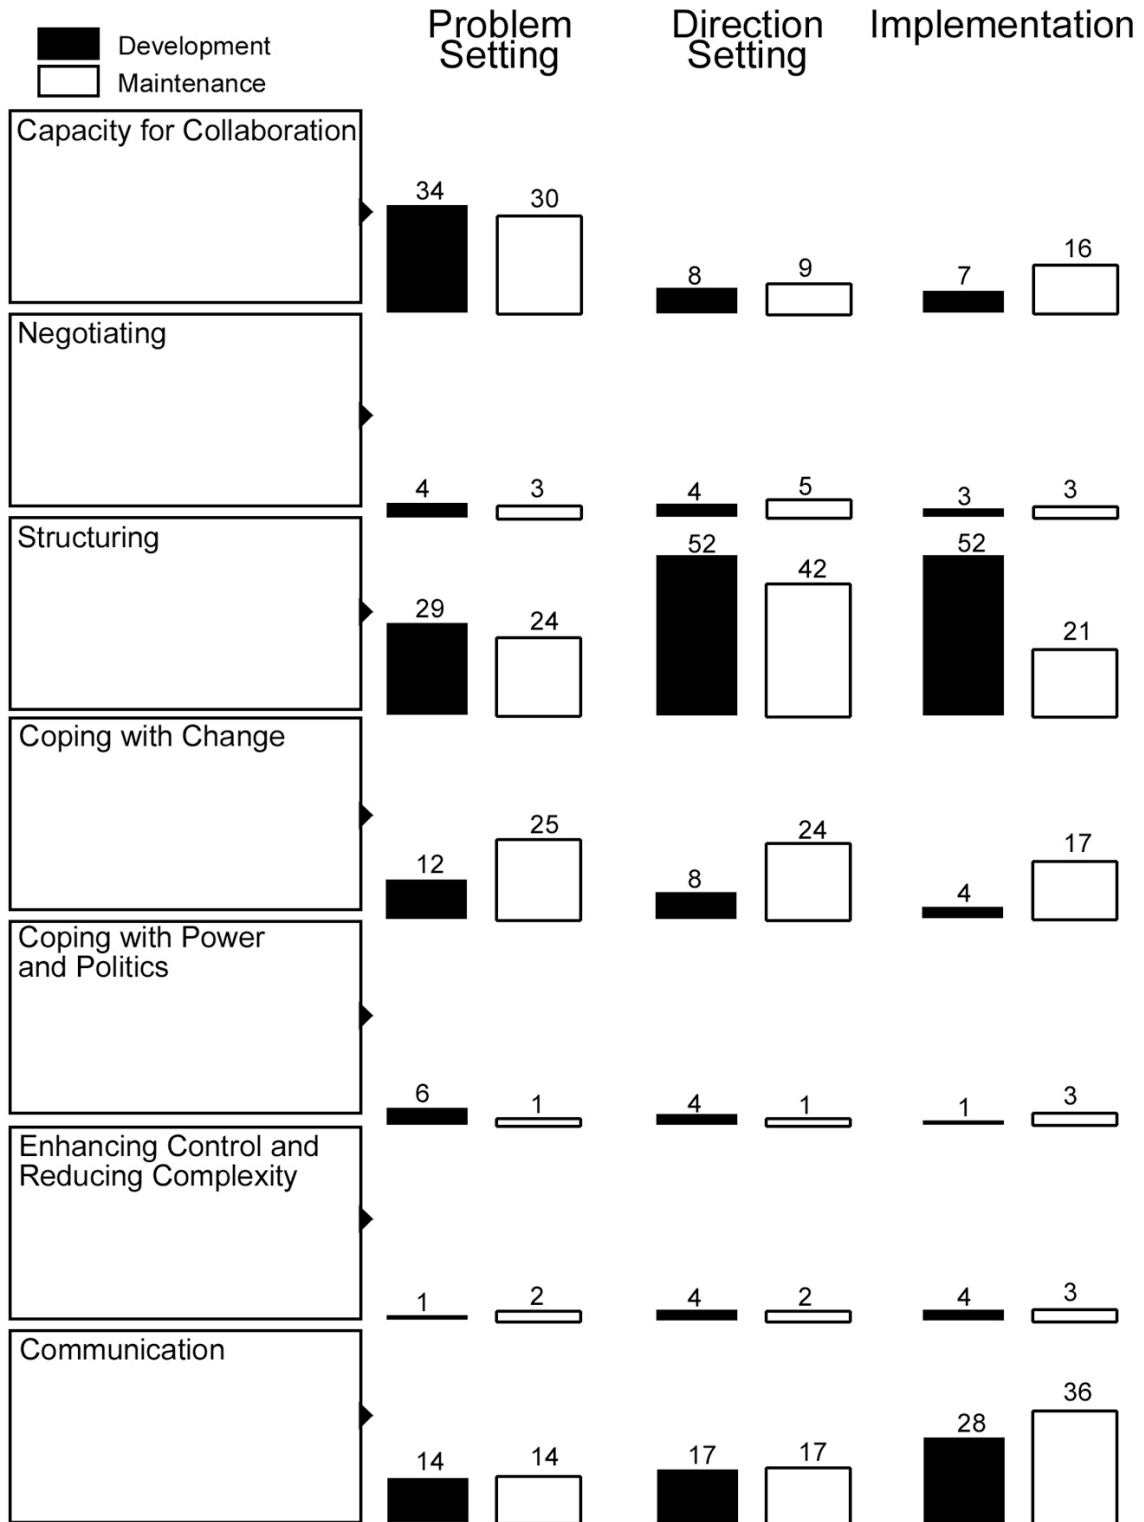 Problem
Setting
Direction
Setting
Implementation
Development
Maintenance
Capacity for Collaboration
34
30
8
9
7
16
Negotiating
4
3
4
5
3
3
Structuring
29
24
52
42
52
21
Coping with Change
12
25
8
24
4
17
Coping with Power
and Politics
6
1
4
1
1
3
Enhancing Control and
Reducing Complexity
1
2
4
2
4
3
Communication
14
14
17
17
28
36